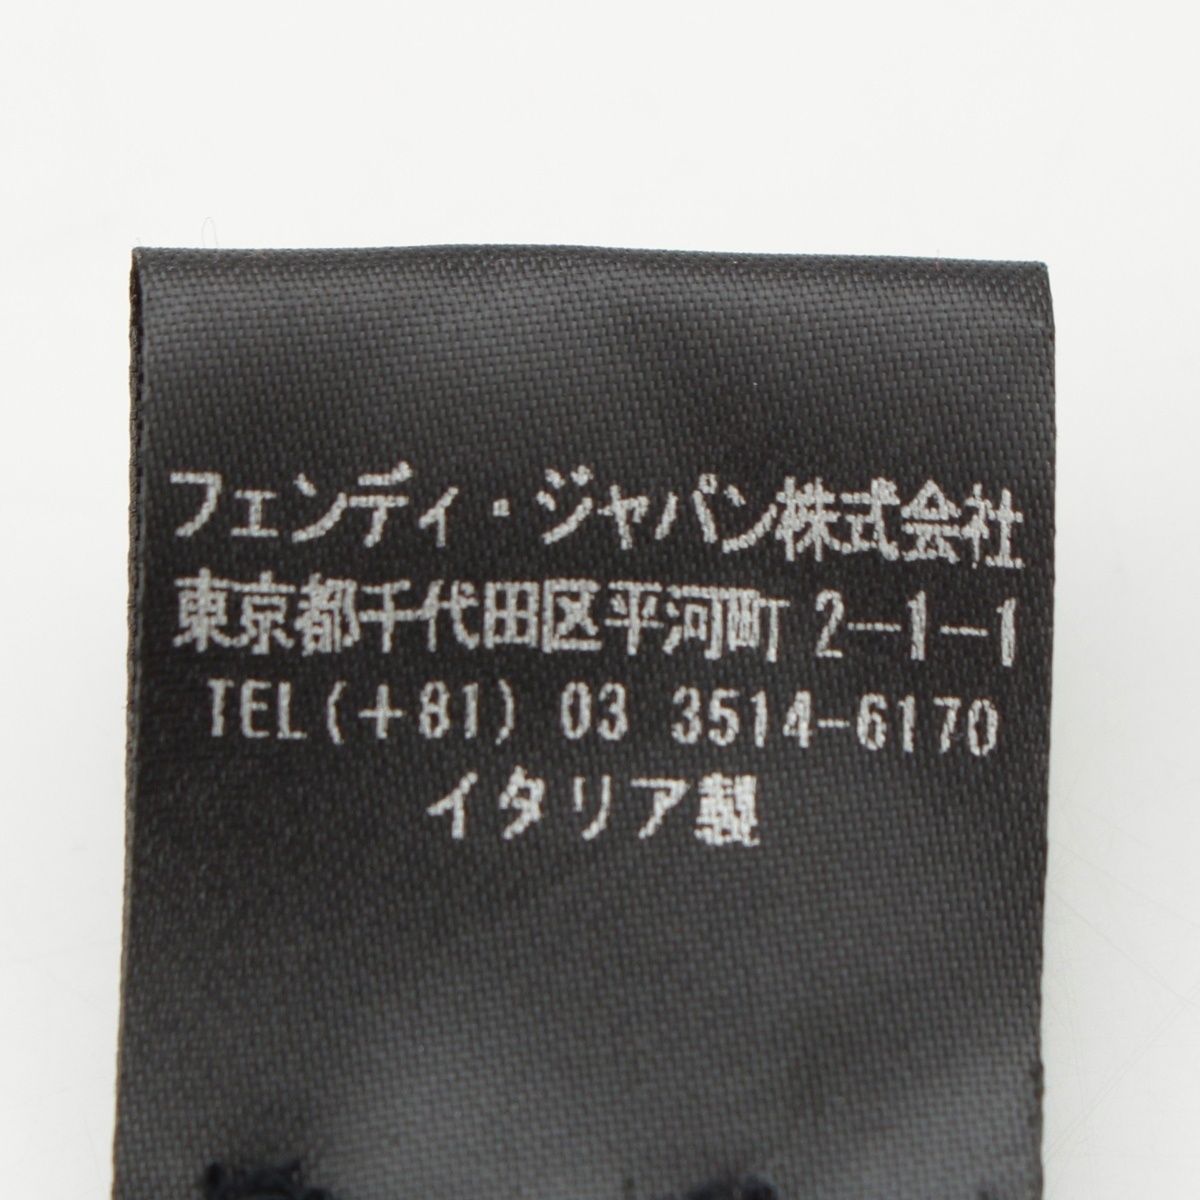 フェンディ・ジャパン株式会社
東京都千代田区平河町 2-1-1
TEL(+81) 03 3514-6170
イタリア製